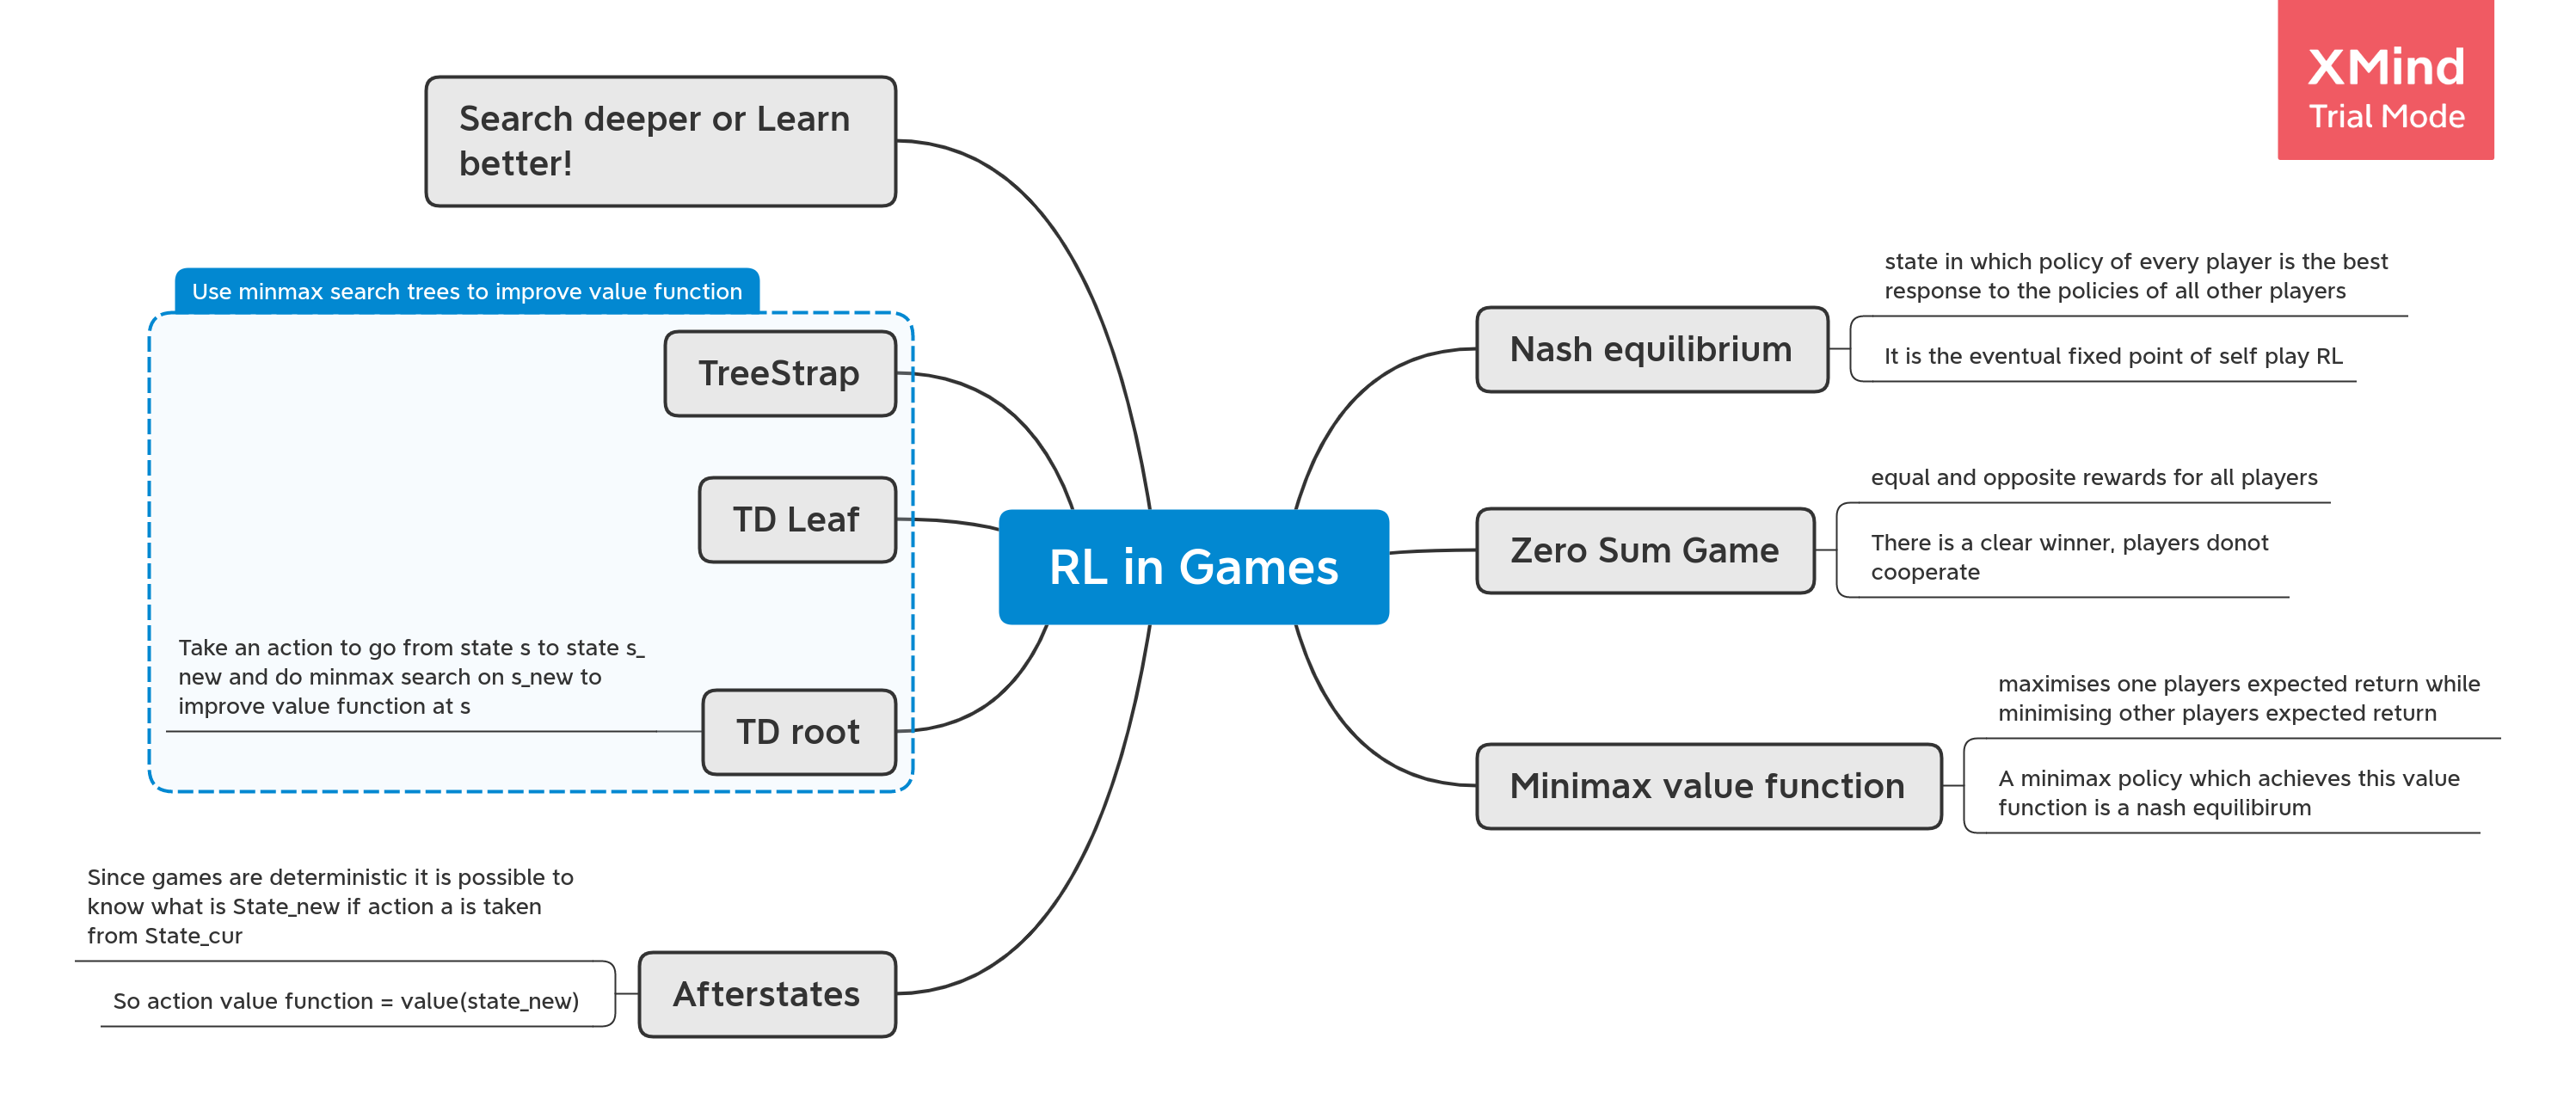 XMind
Trial Mode
Search deeper or Learn
better!
Use minmax search trees to improve value function
TreeStrap
TD Leaf
Take an action to go from state s to state s_
new and do minmax search on s_new to
improve value function at s
TD root
Since games are deterministic it is possible to
know what is State_new if action a is taken
from State_cur
So action value function = value(state_new)
Afterstates
RL in Games
Nash equilibrium
state in which policy of every player is the best
response to the policies of all other players
It is the eventual fixed point of self play RL
Zero Sum Game
equal and opposite rewards for all players
There is a clear winner, players donot
cooperate
Minimax value function
maximises one players expected return while
minimising other players expected return
A minimax policy which achieves this value
function is a nash equilibirum